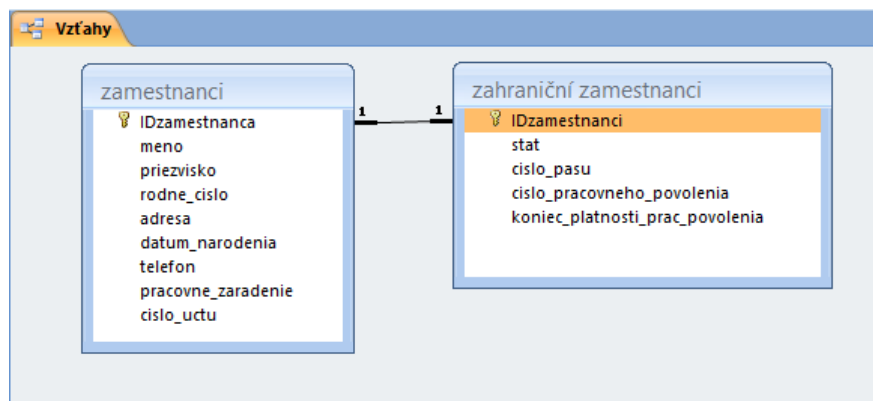 Vzťahy
zamestnanci
IDzamestnanca
meno
priezvisko
rodne_cislo
adresa
datum_narodenia
telefon
pracovne_zaradenie
cislo_uctu
1
1
zahraniční zamestnanci
IDzamestnanci
stat
cislo_pasu
cislo_pracovneho_povolenia
koniec_platnosti_prac_povolenia